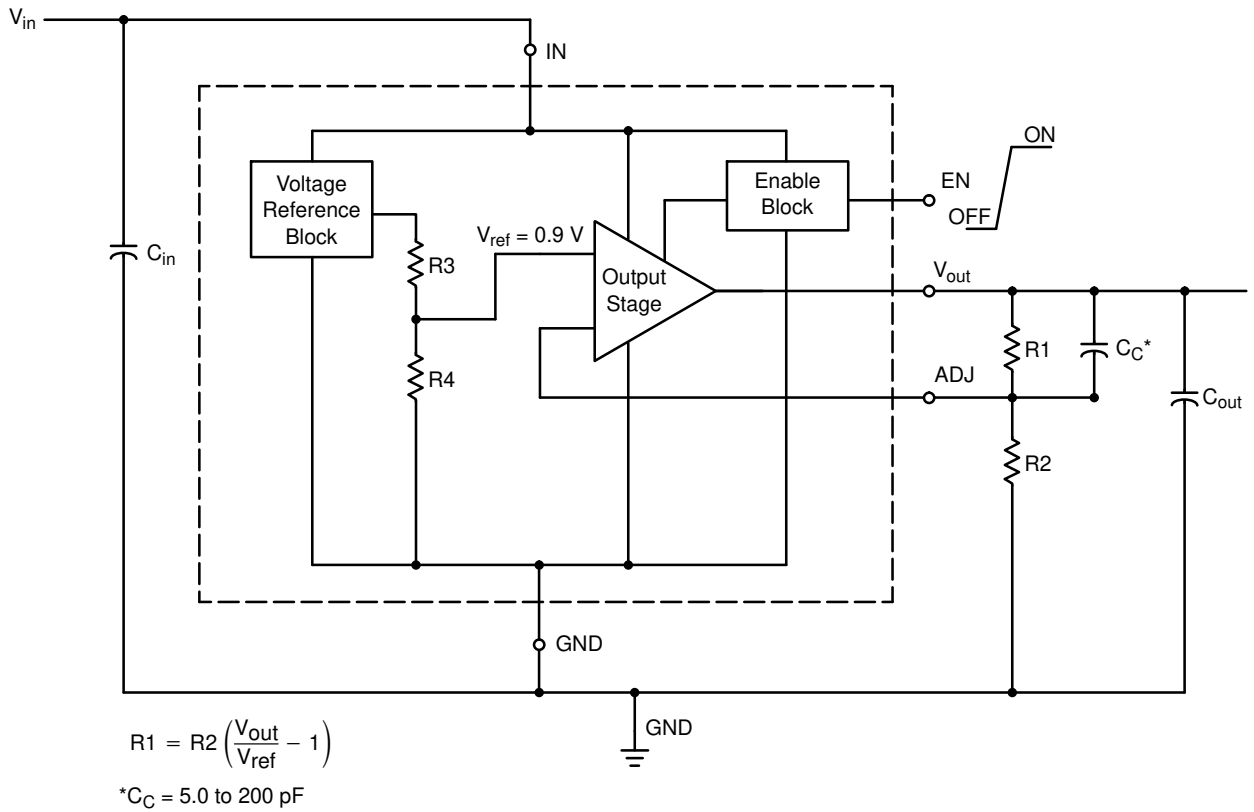 V_in
IN
Voltage
Reference
Block
Enable
Block
ON
EN
OFF
C_in
R3
V_ref = 0.9 V
Output
Stage
V_out
R4
R1
C_C*
ADJ
C_out
R2
GND
GND
R1 = R2 (V_out/V_ref − 1)
*C_C = 5.0 to 200 pF